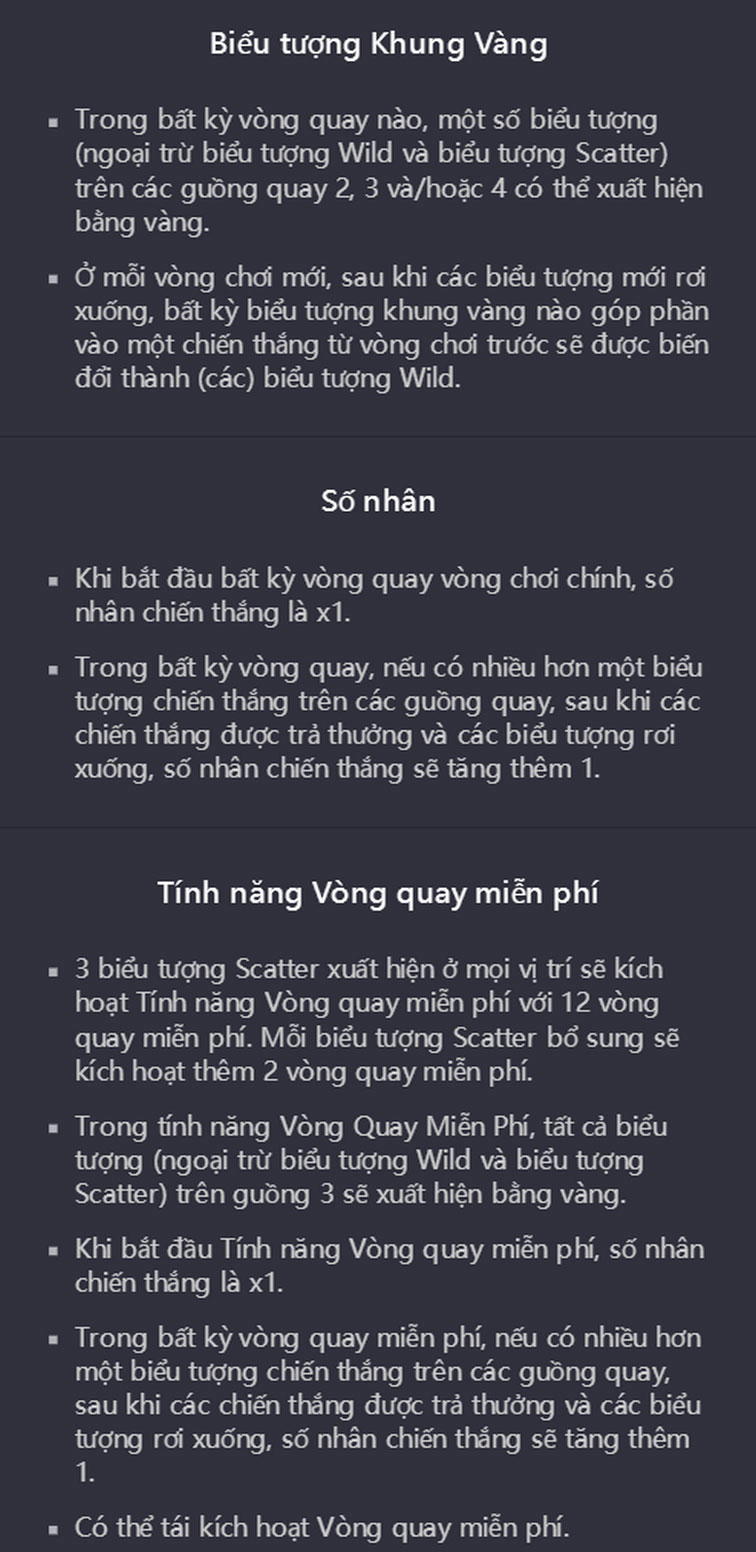 Biểu tượng Khung Vàng
▪ Trong bất kỳ vòng quay nào, một số biểu tượng
(ngoại trừ biểu tượng Wild và biểu tượng Scatter)
trên các guồng quay 2, 3 và/hoặc 4 có thể xuất hiện
bằng vàng.
▪ Ở mỗi vòng chơi mới, sau khi các biểu tượng mới rơi
xuống, bất kỳ biểu tượng khung vàng nào góp phần
vào một chiến thắng từ vòng chơi trước sẽ được biến
đổi thành (các) biểu tượng Wild.
Số nhân
▪ Khi bắt đầu bất kỳ vòng quay vòng chơi chính, số
nhân chiến thắng là x1.
▪ Trong bất kỳ vòng quay, nếu có nhiều hơn một biểu
tượng chiến thắng trên các guồng quay, sau khi các
chiến thắng được trả thưởng và các biểu tượng rơi
xuống, số nhân chiến thắng sẽ tăng thêm 1.
Tính năng Vòng quay miễn phí
▪ 3 biểu tượng Scatter xuất hiện ở mọi vị trí sẽ kích
hoạt Tính năng Vòng quay miễn phí với 12 vòng
quay miễn phí. Mỗi biểu tượng Scatter bổ sung sẽ
kích hoạt thêm 2 vòng quay miễn phí.
▪ Trong tính năng Vòng Quay Miễn Phí, tất cả biểu
tượng (ngoại trừ biểu tượng Wild và biểu tượng
Scatter) trên guồng 3 sẽ xuất hiện bằng vàng.
▪ Khi bắt đầu Tính năng Vòng quay miễn phí, số nhân
chiến thắng là x1.
▪ Trong bất kỳ vòng quay miễn phí, nếu có nhiều hơn
một biểu tượng chiến thắng trên các guồng quay,
sau khi các chiến thắng được trả thưởng và các biểu
tượng rơi xuống, số nhân chiến thắng sẽ tăng thêm
1.
▪ Có thể tái kích hoạt Vòng quay miễn phí.